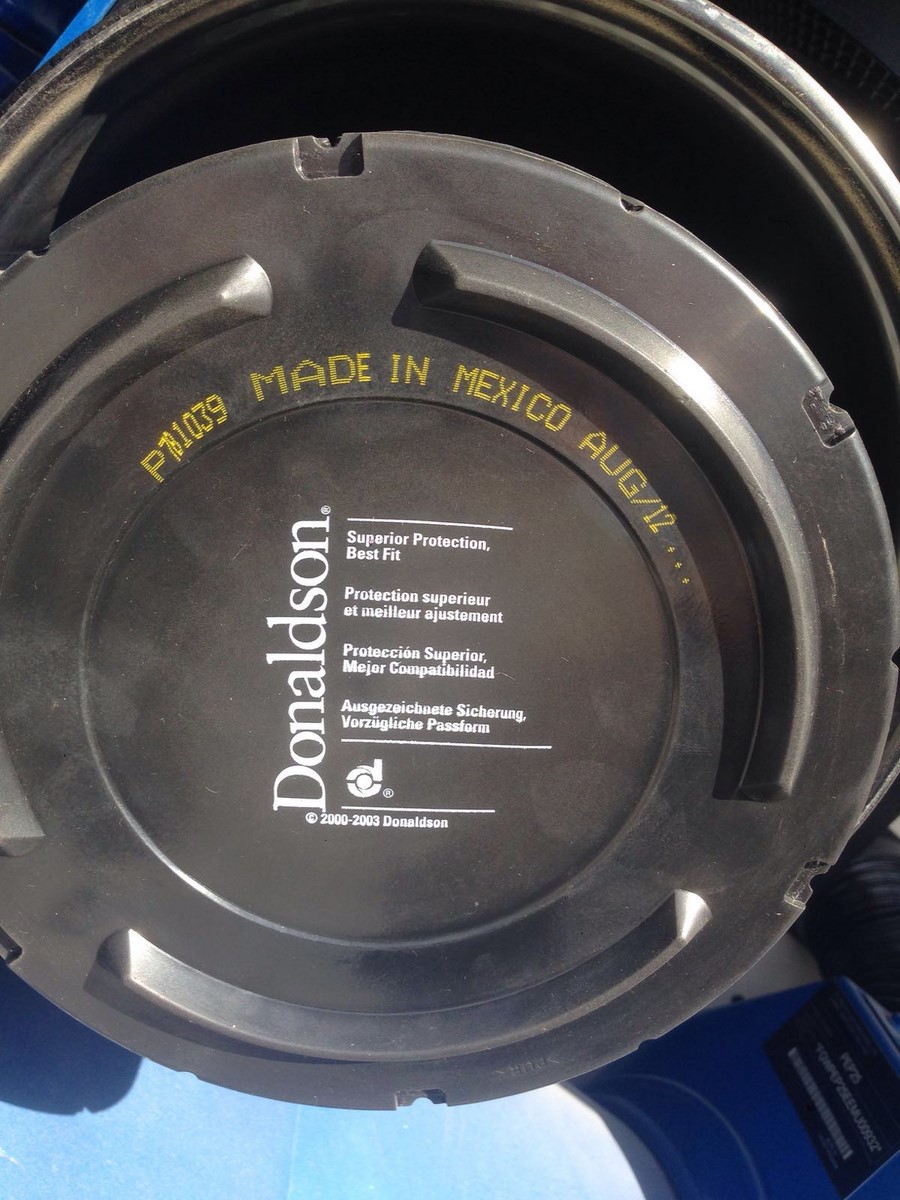 MADE IN MEXICO AUG/12
Donaldson®
Superior Protection,
Best Fit
Protection superieur
et meilleur ajustement
Protección Superior,
Mejor Compatibilidad
Ausgezeichnete Sicherung,
Vorzügliche Passform
®
© 2000-2003 Donaldson